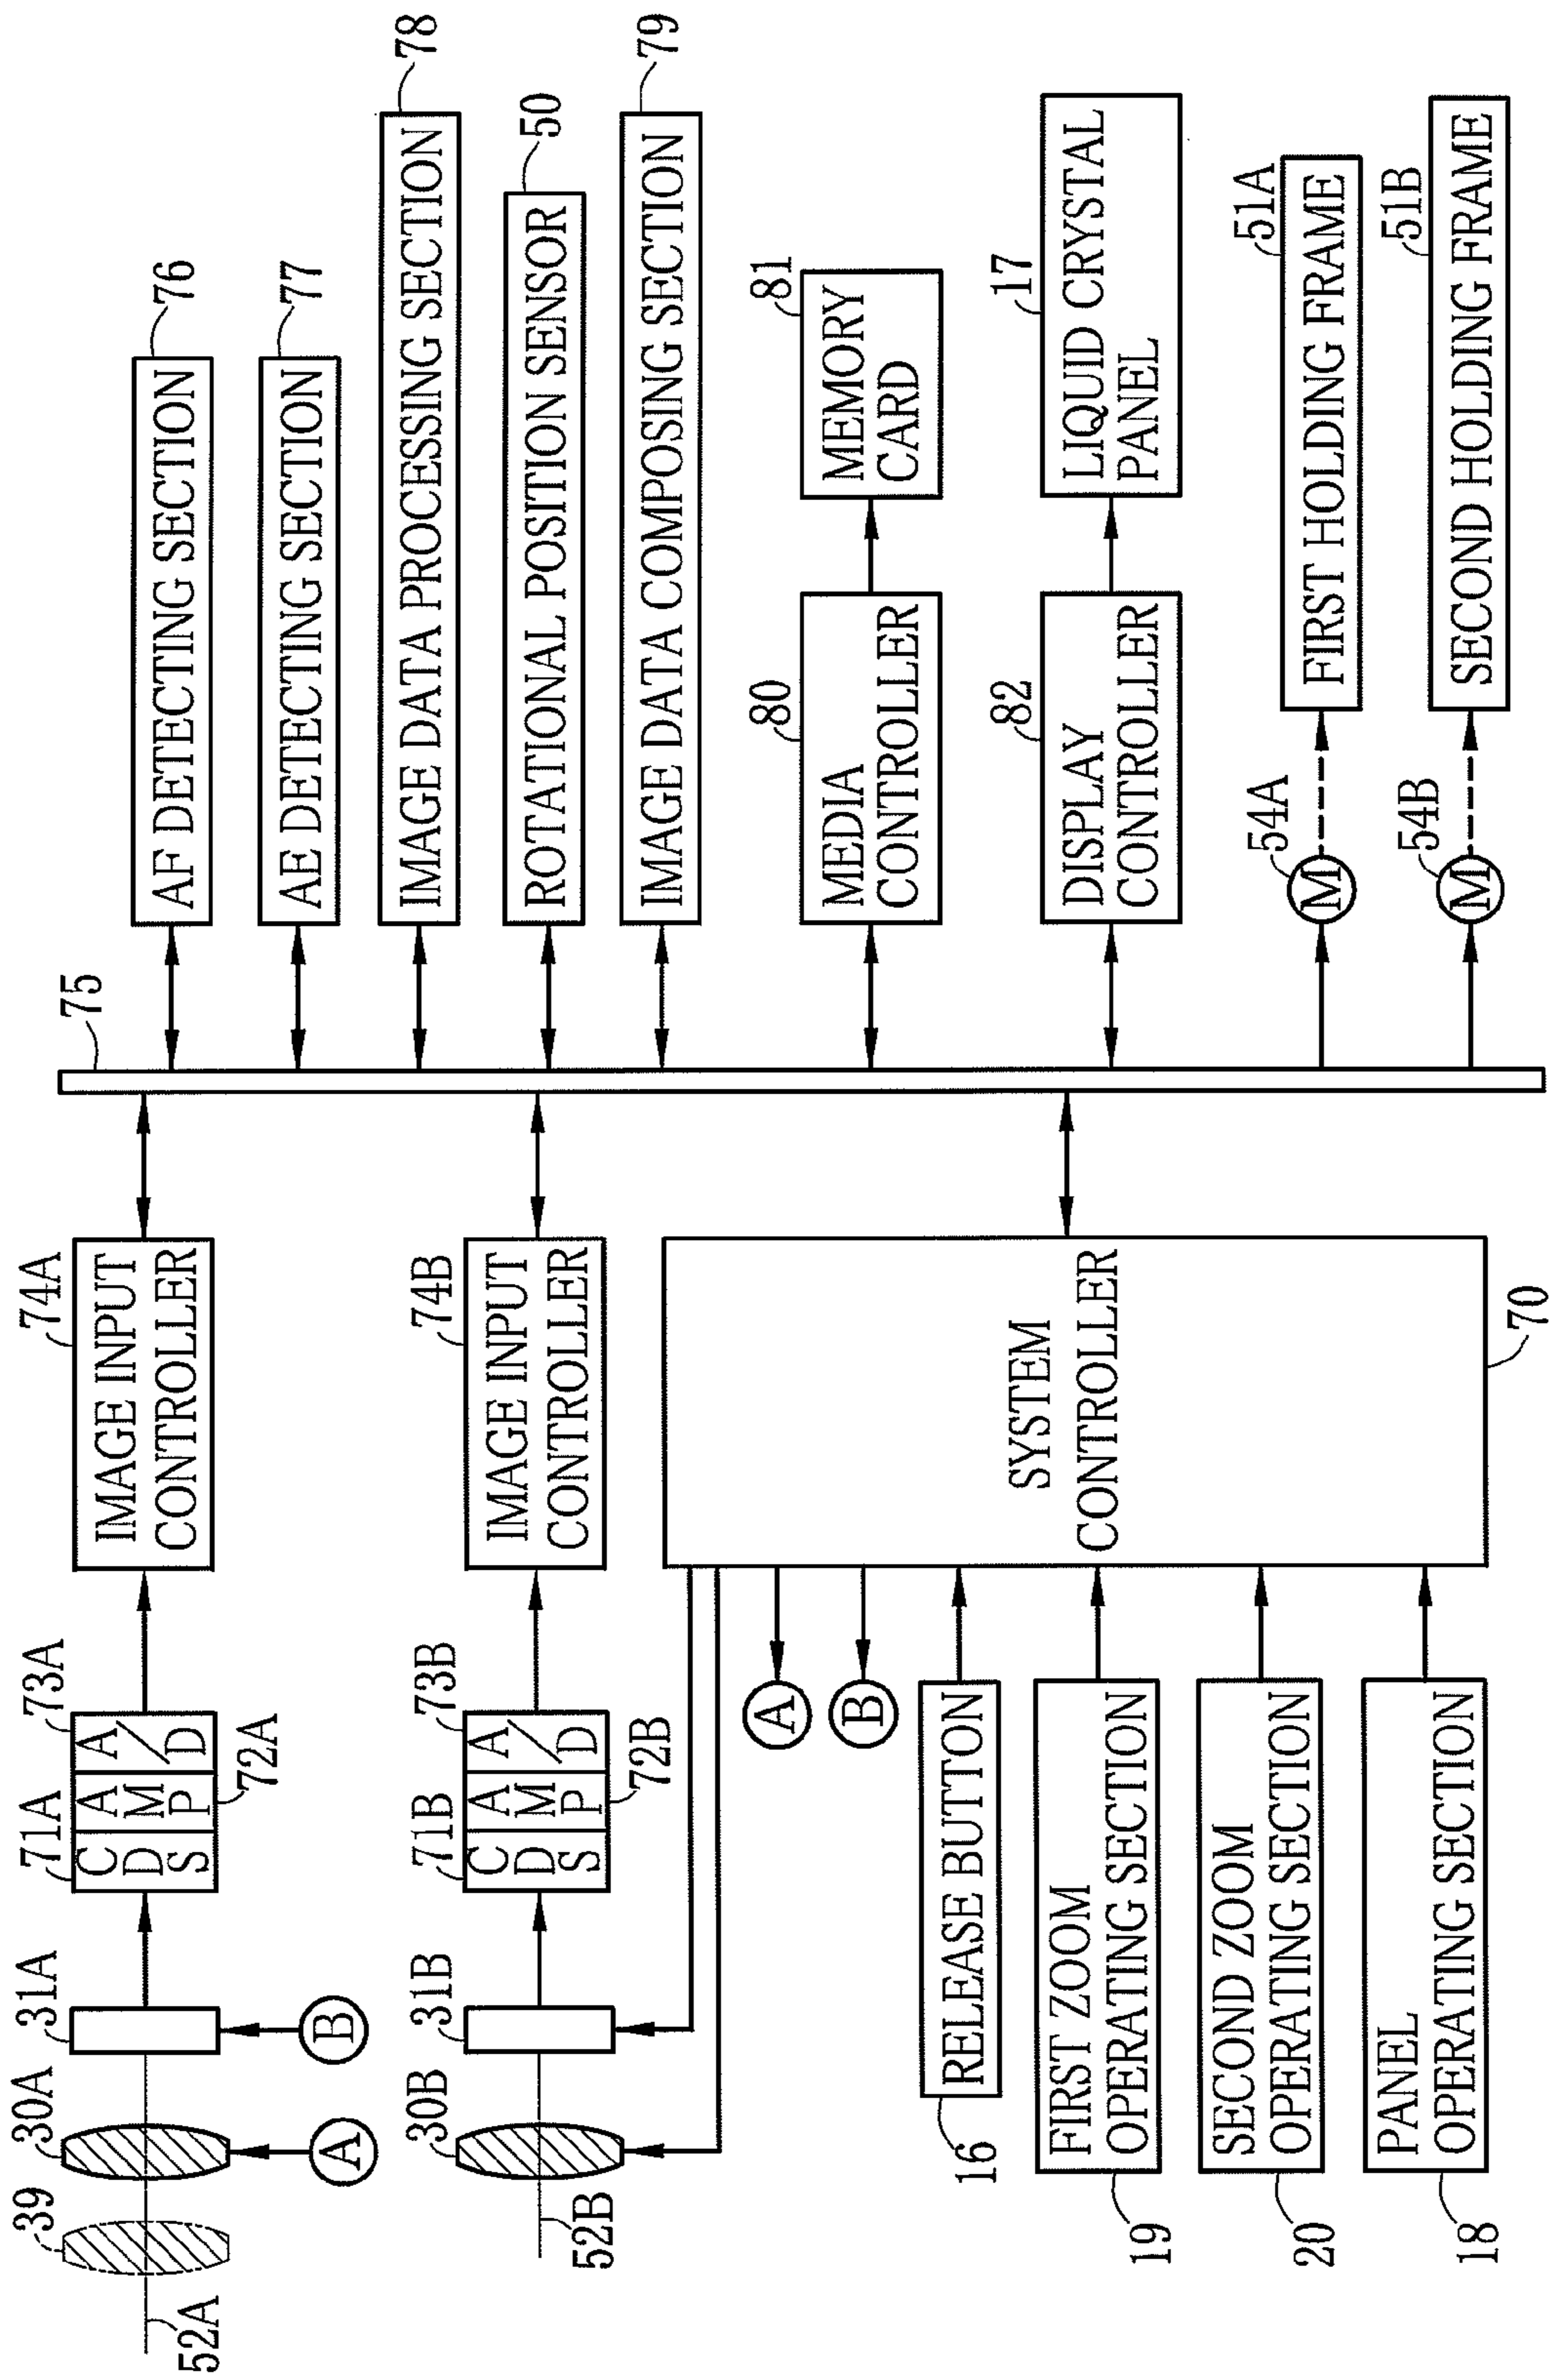 39
52A
30A
A
31A
B
71A
C
D
S
A
M
P
72A
73A
A/D
74A
IMAGE INPUT
CONTROLLER
52B
30B
31B
71B
C
D
S
A
M
P
72B
73B
A/D
74B
IMAGE INPUT
CONTROLLER
A
B
16
RELEASE BUTTON
19
FIRST ZOOM
OPERATING SECTION
20
SECOND ZOOM
OPERATING SECTION
18
PANEL
OPERATING SECTION
SYSTEM
CONTROLLER
70
75
AF DETECTING SECTION
76
AE DETECTING SECTION
77
IMAGE DATA PROCESSING SECTION
78
ROTATIONAL POSITION SENSOR
50
IMAGE DATA COMPOSING SECTION
79
80
MEDIA
CONTROLLER
81
MEMORY
CARD
82
DISPLAY
CONTROLLER
17
LIQUID CRYSTAL
PANEL
54A
M
51A
FIRST HOLDING FRAME
54B
M
51B
SECOND HOLDING FRAME